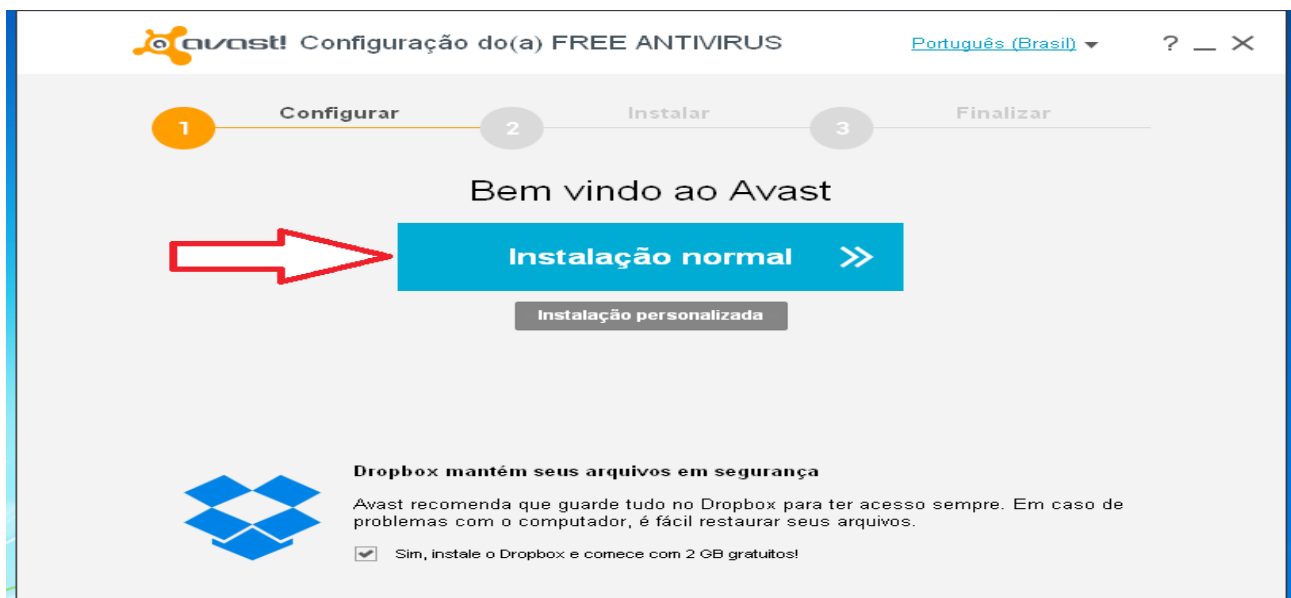 avast! Configuração do(a) FREE ANTIVIRUS Português (Brasil) ?
1 Configurar 2 Instalar 3 Finalizar
Bem vindo ao Avast
Instalação normal
Instalação personalizada
Dropbox mantém seus arquivos em segurança
Avast recomenda que guarde tudo no Dropbox para ter acesso sempre. Em caso de
problemas com o computador, é fácil restaurar seus arquivos.
Sim, instale o Dropbox e comece com 2 GB gratuitos!